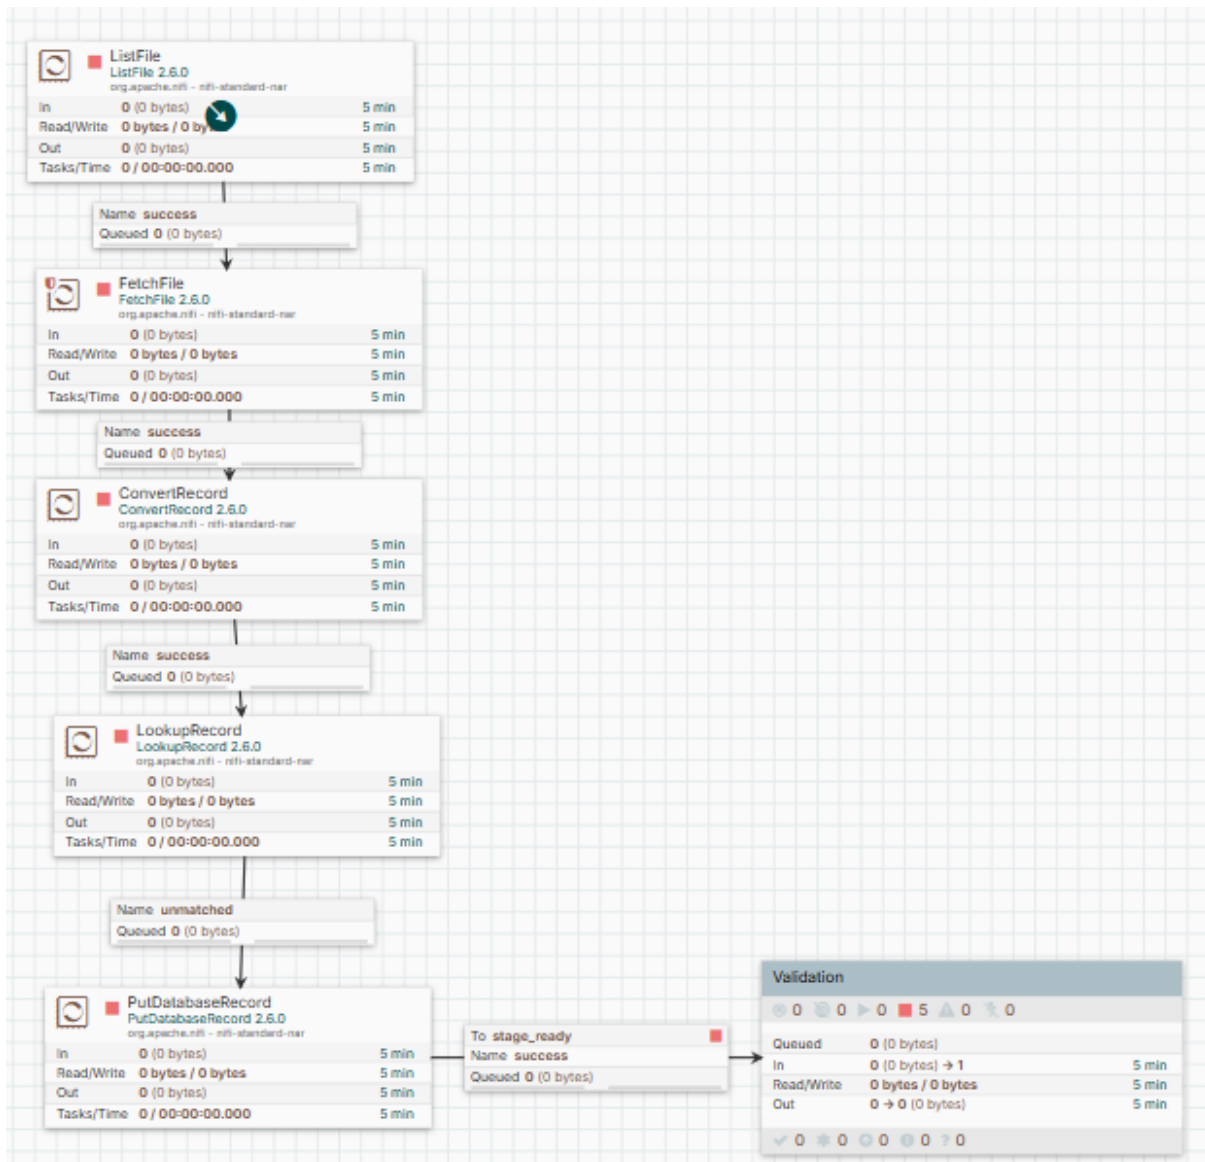 ListFile
ListFile 2.6.0
org.apache.nifi - nifi-standard-nar
In 0 (0 bytes) 5 min
Read/Write 0 bytes / 0 by 5 min
Out 0 (0 bytes) 5 min
Tasks/Time 0 / 00:00:00.000 5 min
Name success
Queued 0 (0 bytes)
FetchFile
FetchFile 2.6.0
org.apache.nifi - nifi-standard-nar
In 0 (0 bytes) 5 min
Read/Write 0 bytes / 0 bytes 5 min
Out 0 (0 bytes) 5 min
Tasks/Time 0 / 00:00:00.000 5 min
Name success
Queued 0 (0 bytes)
ConvertRecord
ConvertRecord 2.6.0
org.apache.nifi - nifi-standard-nar
In 0 (0 bytes) 5 min
Read/Write 0 bytes / 0 bytes 5 min
Out 0 (0 bytes) 5 min
Tasks/Time 0 / 00:00:00.000 5 min
Name success
Queued 0 (0 bytes)
LookupRecord
LookupRecord 2.6.0
org.apache.nifi - nifi-standard-nar
In 0 (0 bytes) 5 min
Read/Write 0 bytes / 0 bytes 5 min
Out 0 (0 bytes) 5 min
Tasks/Time 0 / 00:00:00.000 5 min
Name unmatched
Queued 0 (0 bytes)
PutDatabaseRecord
PutDatabaseRecord 2.6.0
org.apache.nifi - nifi-standard-nar
In 0 (0 bytes) 5 min
Read/Write 0 bytes / 0 bytes 5 min
Out 0 (0 bytes) 5 min
Tasks/Time 0 / 00:00:00.000 5 min
To stage_ready
Name success
Queued 0 (0 bytes)
Validation
0 0 0 5 0 0
Queued 0 (0 bytes)
In 0 (0 bytes) → 1 5 min
Read/Write 0 bytes / 0 bytes 5 min
Out 0 → 0 (0 bytes) 5 min
0 0 0 0 ? 0